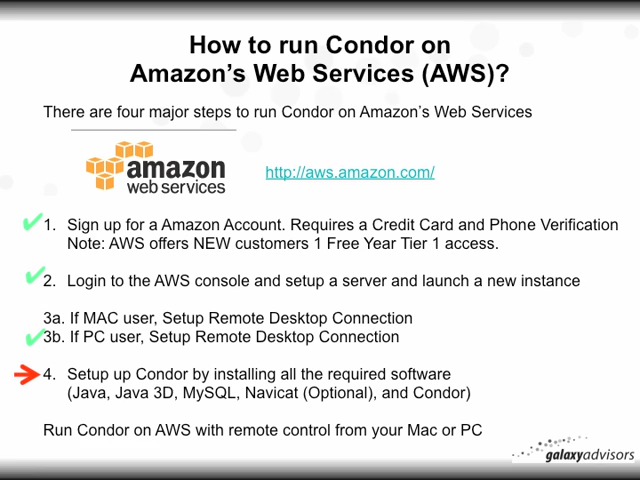 How to run Condor on
Amazon's Web Services (AWS)?
There are four major steps to run Condor on Amazon's Web Services
amazon
web services
http://aws.amazon.com/
1. Sign up for a Amazon Account. Requires a Credit Card and Phone Verification
Note: AWS offers NEW customers 1 Free Year Tier 1 access.
2. Login to the AWS console and setup a server and launch a new instance
3a. If MAC user, Setup Remote Desktop Connection
3b. If PC user, Setup Remote Desktop Connection
4. Setup up Condor by installing all the required software
(Java, Java 3D, MySQL, Navicat (Optional), and Condor)
Run Condor on AWS with remote control from your Mac or PC
galaxyadvisors